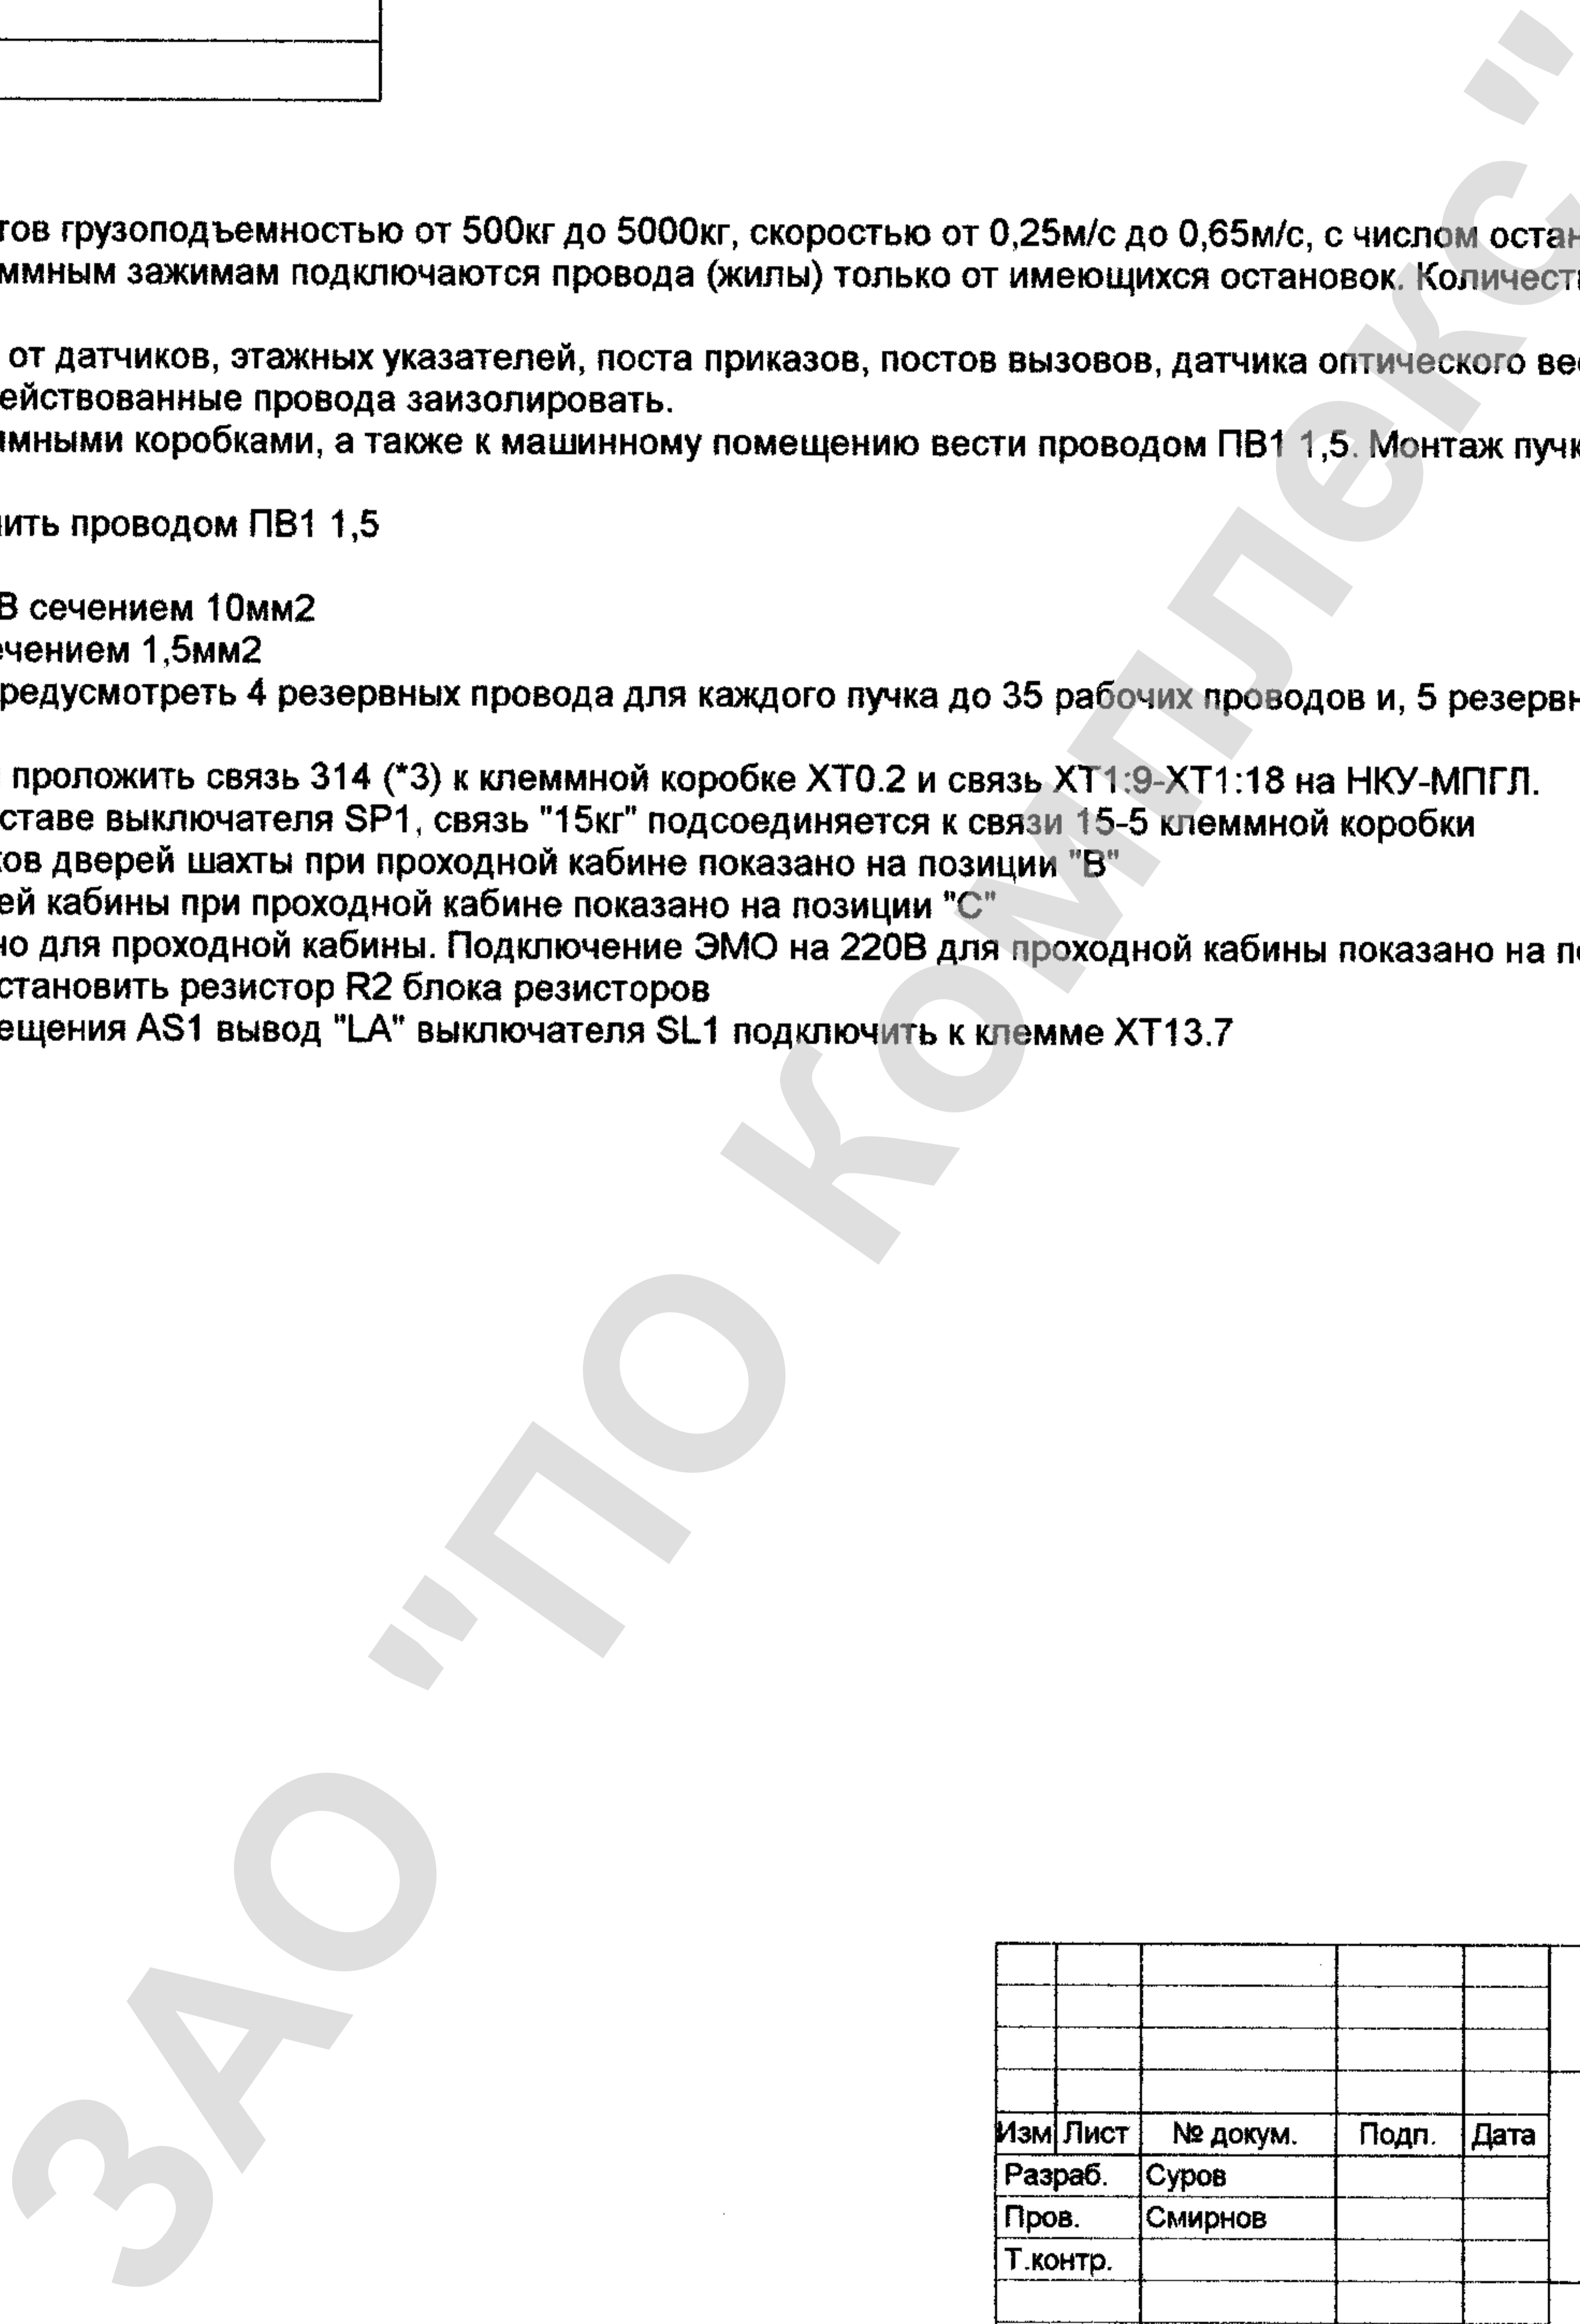 тов грузоподъемностью от 500кг до 5000кг, скоростью от 0,25м/с до 0,65м/с, с числом остан
ммным зажимам подключаются провода (жилы) только от имеющихся остановок. Количест
от датчиков, этажных указателей, поста приказов, постов вызовов, датчика оптического ве
ействованные провода заизолировать.
ммными коробками, а также к машинному помещению вести проводом ПВ1 1,5. Монтаж пучк
ить проводом ПВ1 1,5
В сечением 10мм2
ечением 1,5мм2
редусмотреть 4 резервных провода для каждого пучка до 35 рабочих проводов и, 5 резервн
проложить связь 314 (*3) к клеммной коробке ХТ0.2 и связь ХТ1:9-ХТ1:18 на НКУ-МПГЛ.
ставе выключателя SP1, связь "15кг" подсоединяется к связи 15-5 клеммной коробки
ков дверей шахты при проходной кабине показано на позиции "В"
ей кабины при проходной кабине показано на позиции "С"
но для проходной кабины. Подключение ЭМО на 220В для проходной кабины показано на п
становить резистор R2 блока резисторов
ещения AS1 вывод "LA" выключателя SL1 подключить к клемме ХТ13.7
ЗАО "ПО Комплекс"
Изм Лист № докум. Подп. Дата
Разраб. Суров
Пров. Смирнов
Т.контр.